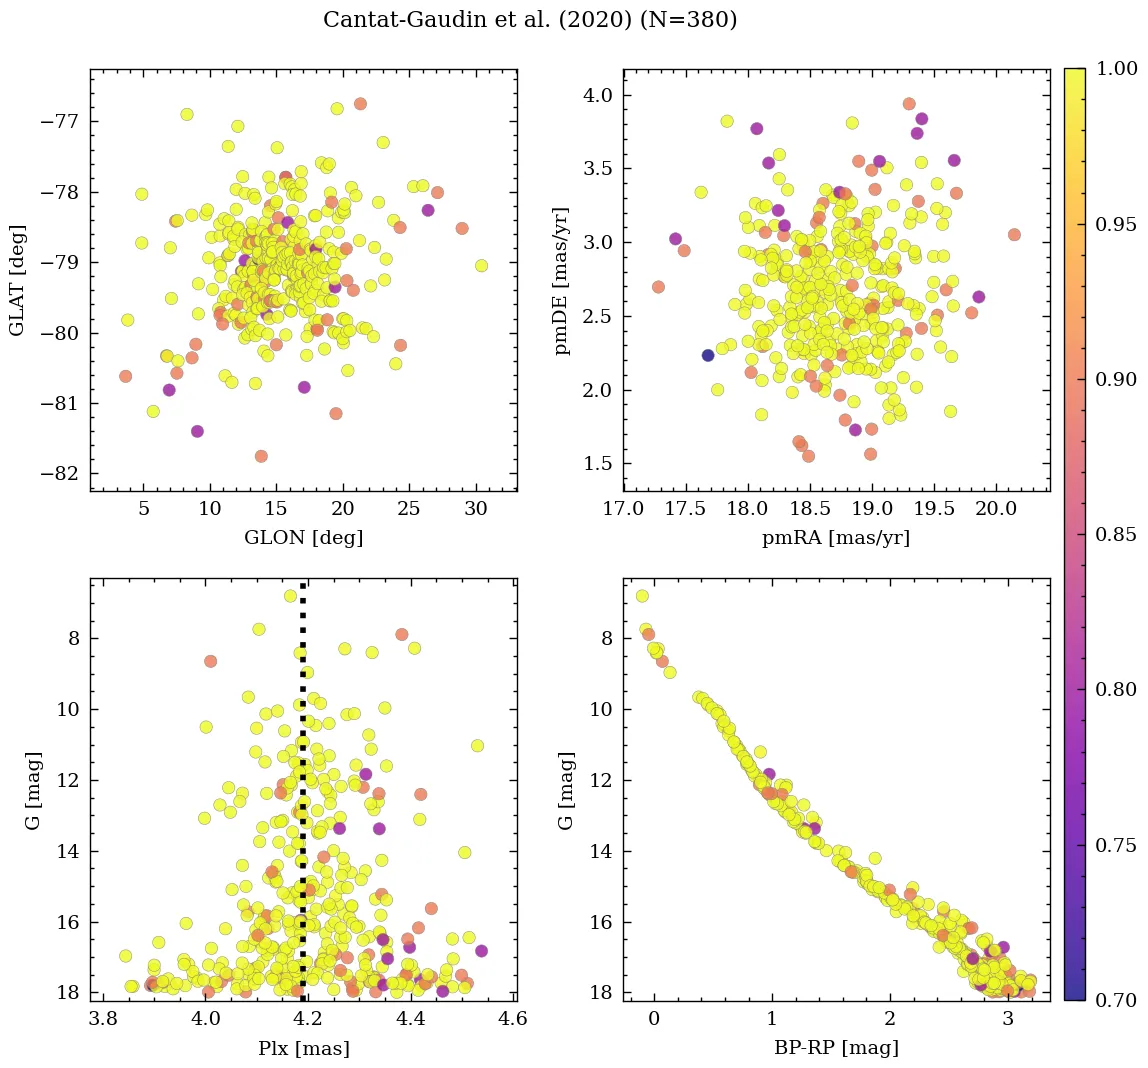 Cantat-Gaudin et al. (2020) (N=380)
−77
−78
−79
−80
−81
−82
GLAT [deg]
5 10 15 20 25 30
GLON [deg]
4.0
3.5
3.0
2.5
2.0
1.5
pmDE [mas/yr]
17.0 17.5 18.0 18.5 18.5 19.0 19.5 20.0
pmRA [mas/yr]
1.00
0.95
0.90
0.85
0.80
0.75
0.70
8
10
12
14
16
18
G [mag]
3.8 4.0 4.2 4.4 4.6
Plx [mas]
8
10
12
14
16
18
G [mag]
0 1 2 3
BP-RP [mag]